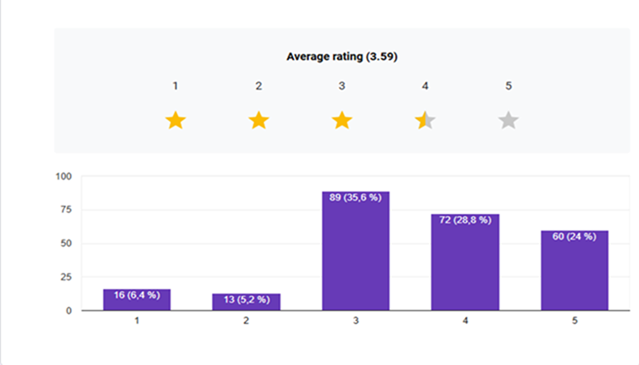 Average rating (3.59)
1 2 3 4 5
100
75
50
25
0
89 (35,6 %)
72 (28,8 %)
60 (24 %)
16 (6,4 %)
13 (5,2 %)
1 2 3 4 5